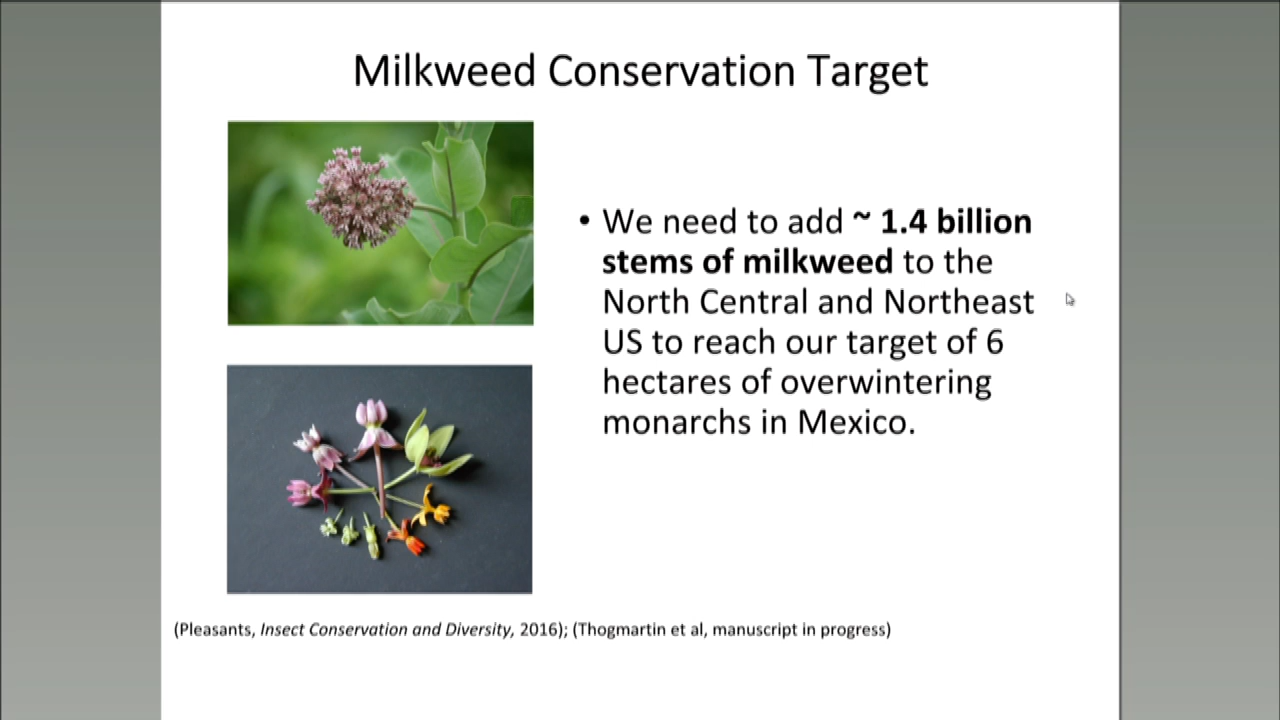 Milkweed Conservation Target
• We need to add ~ 1.4 billion
stems of milkweed to the
North Central and Northeast
US to reach our target of 6
hectares of overwintering
monarchs in Mexico.
(Pleasants, Insect Conservation and Diversity, 2016); (Thogmartin et al, manuscript in progress)